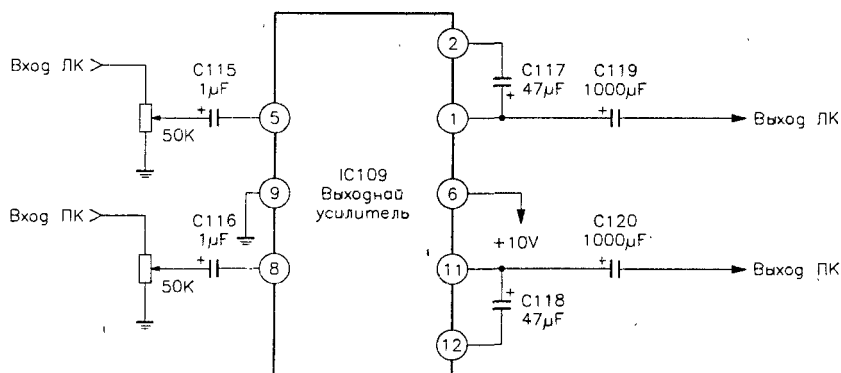 Вход ЛК
C115
1µF
50K
5
2
C117
47µF
C119
1000µF
1
Выход ЛК
IC109
Выходнай
усилитель
9
6
+10V
Вход ПК
C116
1µF
50K
8
C120
1000µF
11
Выход ПК
C118
47µF
12